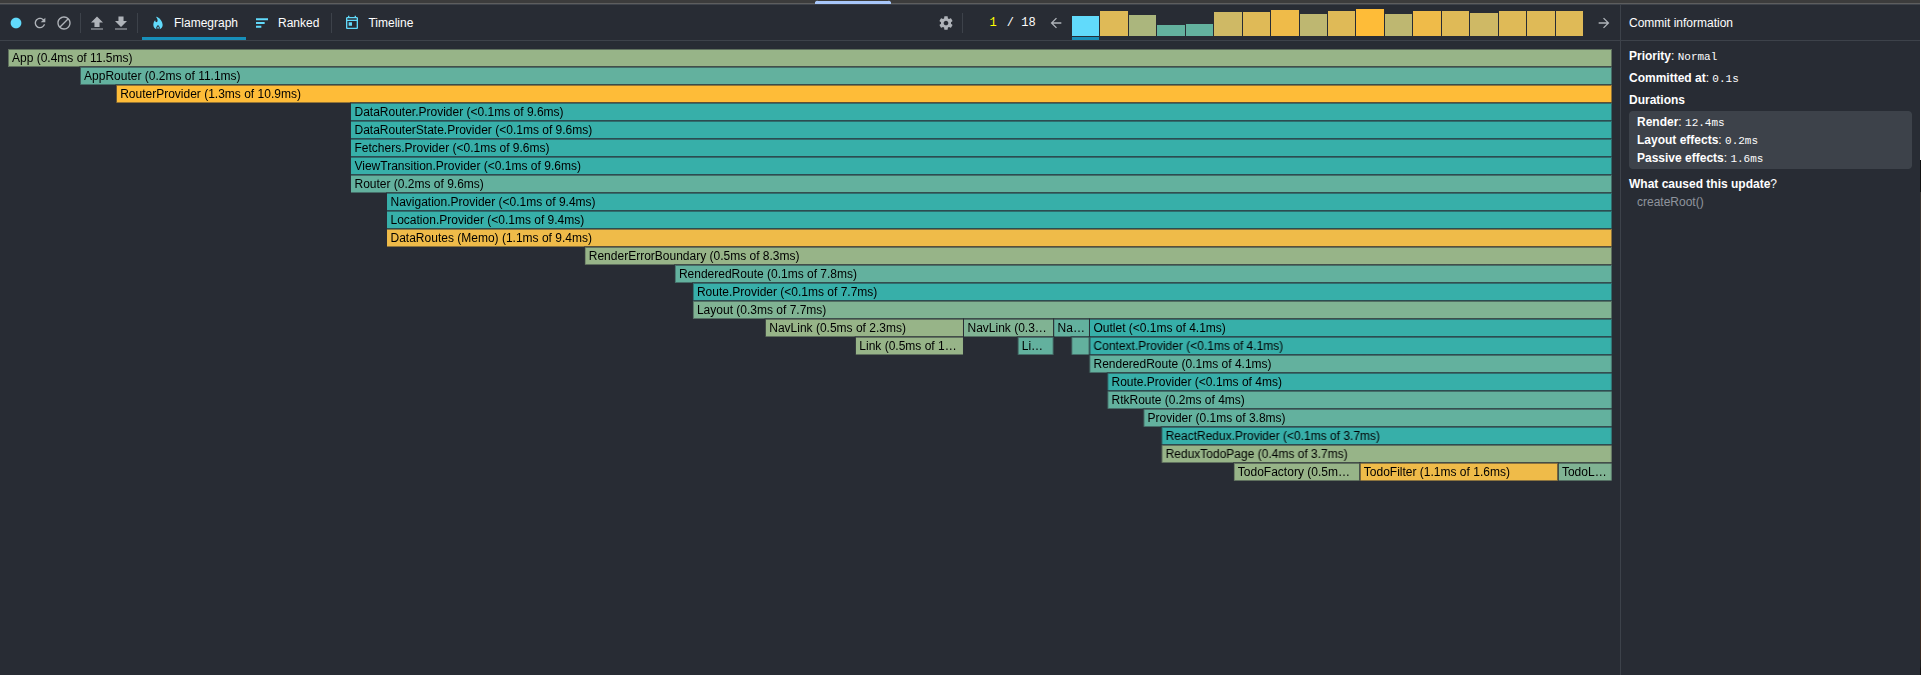 Flamegraph Ranked Timeline 1 / 18 Commit information
App (0.4ms of 11.5ms)
AppRouter (0.2ms of 11.1ms)
RouterProvider (1.3ms of 10.9ms)
DataRouter.Provider (<0.1ms of 9.6ms)
DataRouterState.Provider (<0.1ms of 9.6ms)
Fetchers.Provider (<0.1ms of 9.6ms)
ViewTransition.Provider (<0.1ms of 9.6ms)
Router (0.2ms of 9.6ms)
Navigation.Provider (<0.1ms of 9.4ms)
Location.Provider (<0.1ms of 9.4ms)
DataRoutes (Memo) (1.1ms of 9.4ms)
RenderErrorBoundary (0.5ms of 8.3ms)
RenderedRoute (0.1ms of 7.8ms)
Route.Provider (<0.1ms of 7.7ms)
Layout (0.3ms of 7.7ms)
NavLink (0.5ms of 2.3ms) NavLink (0.3… Na… Outlet (<0.1ms of 4.1ms)
Link (0.5ms of 1… Li… Context.Provider (<0.1ms of 4.1ms)
RenderedRoute (0.1ms of 4.1ms)
Route.Provider (<0.1ms of 4ms)
RtkRoute (0.2ms of 4ms)
Provider (0.1ms of 3.8ms)
ReactRedux.Provider (<0.1ms of 3.7ms)
ReduxTodoPage (0.4ms of 3.7ms)
TodoFactory (0.5m… TodoFilter (1.1ms of 1.6ms) TodoL…
Priority: Normal
Committed at: 0.1s
Durations
Render: 12.4ms
Layout effects: 0.2ms
Passive effects: 1.6ms
What caused this update?
createRoot()